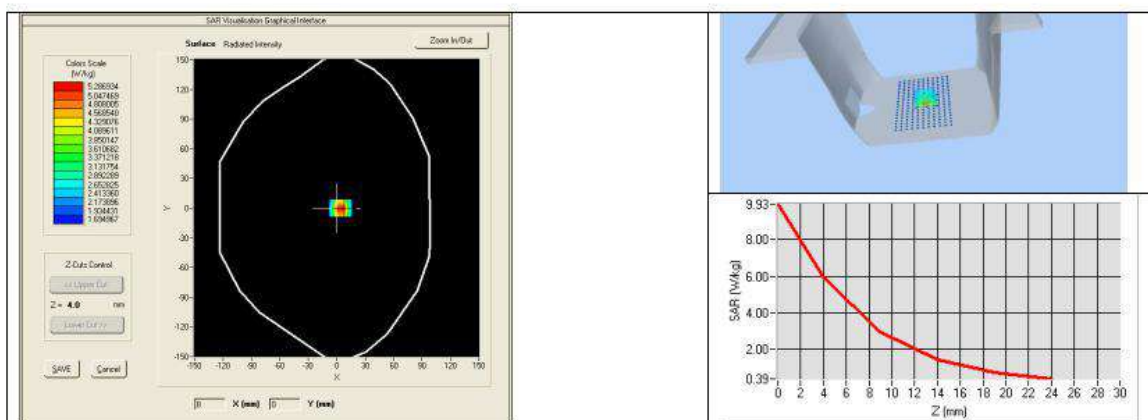 SAR Visualisation Graphical Interface
Surface Radiated Intensity
Zoom In/Out
Colors Scale
(W/kg)
5.286934
5.047469
4.808005
4.568540
4.329076
4.089611
3.850147
3.610682
3.371218
3.131754
2.892289
2.652825
2.413360
2.173896
1.934431
1.694967
Z-Cuts Control
<< Upper Cut
Z = 4.0 mm
Lower Cut >>
SAVE Cancel
150
120
90
60
30
0
-30
-60
-90
-120
-150
Y
-150 -120 -90 -60 -30 0 30 60 90 120 150
X
X (mm) 0 Y (mm)
9.93
8.00
6.00
4.00
2.00
0.39
SAR (W/kg)
0 2 4 6 8 10 12 14 16 18 20 22 24 26 28 30
Z (mm)